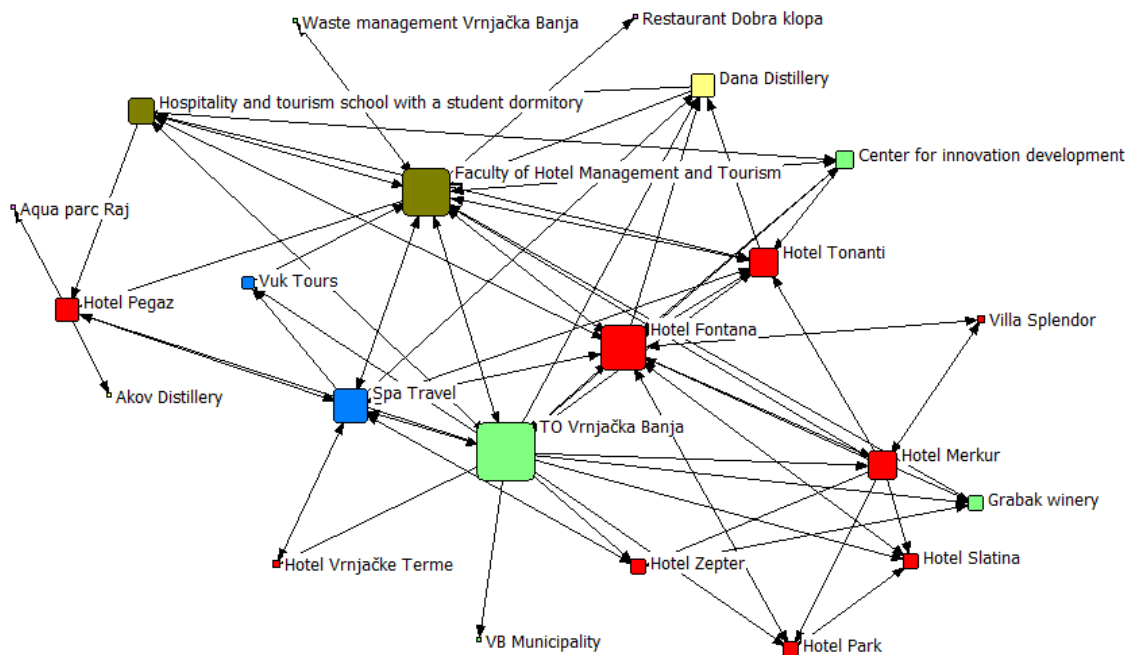 Waste management Vrnjačka Banja
Restaurant Dobra klopa
Dana Distillery
Hospitality and tourism school with a student dormitory
Center for innovation development
Faculty of Hotel Management and Tourism
Aqua parc Raj
Hotel Tonanti
Vuk Tours
Hotel Pegaz
Hotel Fontana
Villa Splendor
Akov Distillery
Spa Travel
TO Vrnjačka Banja
Hotel Merkur
Grabak winery
Hotel Slatina
Hotel Vrnjačke Terme
Hotel Zepter
VB Municipality
Hotel Park